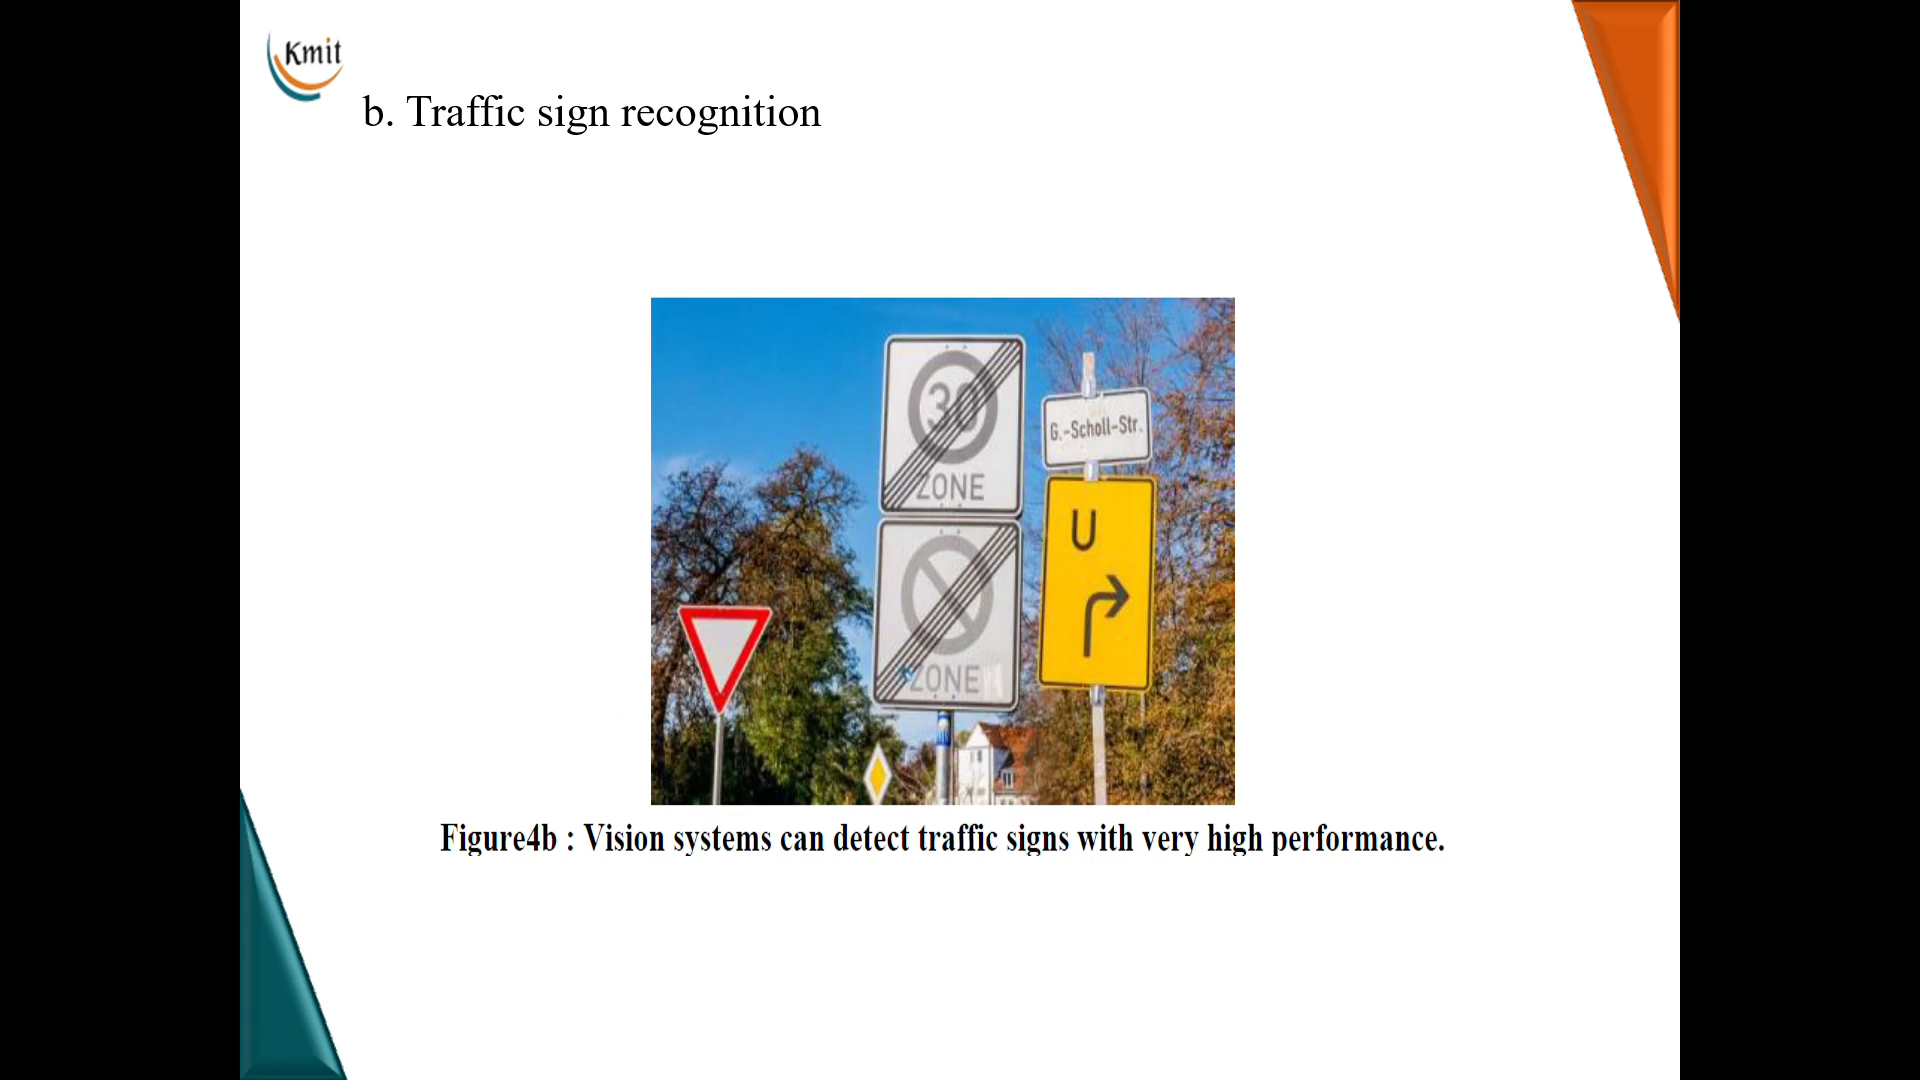 Kmit
b. Traffic sign recognition
30
ZONE
G.-Scholl-Str.
U
ZONE
Figure4b : Vision systems can detect traffic signs with very high performance.